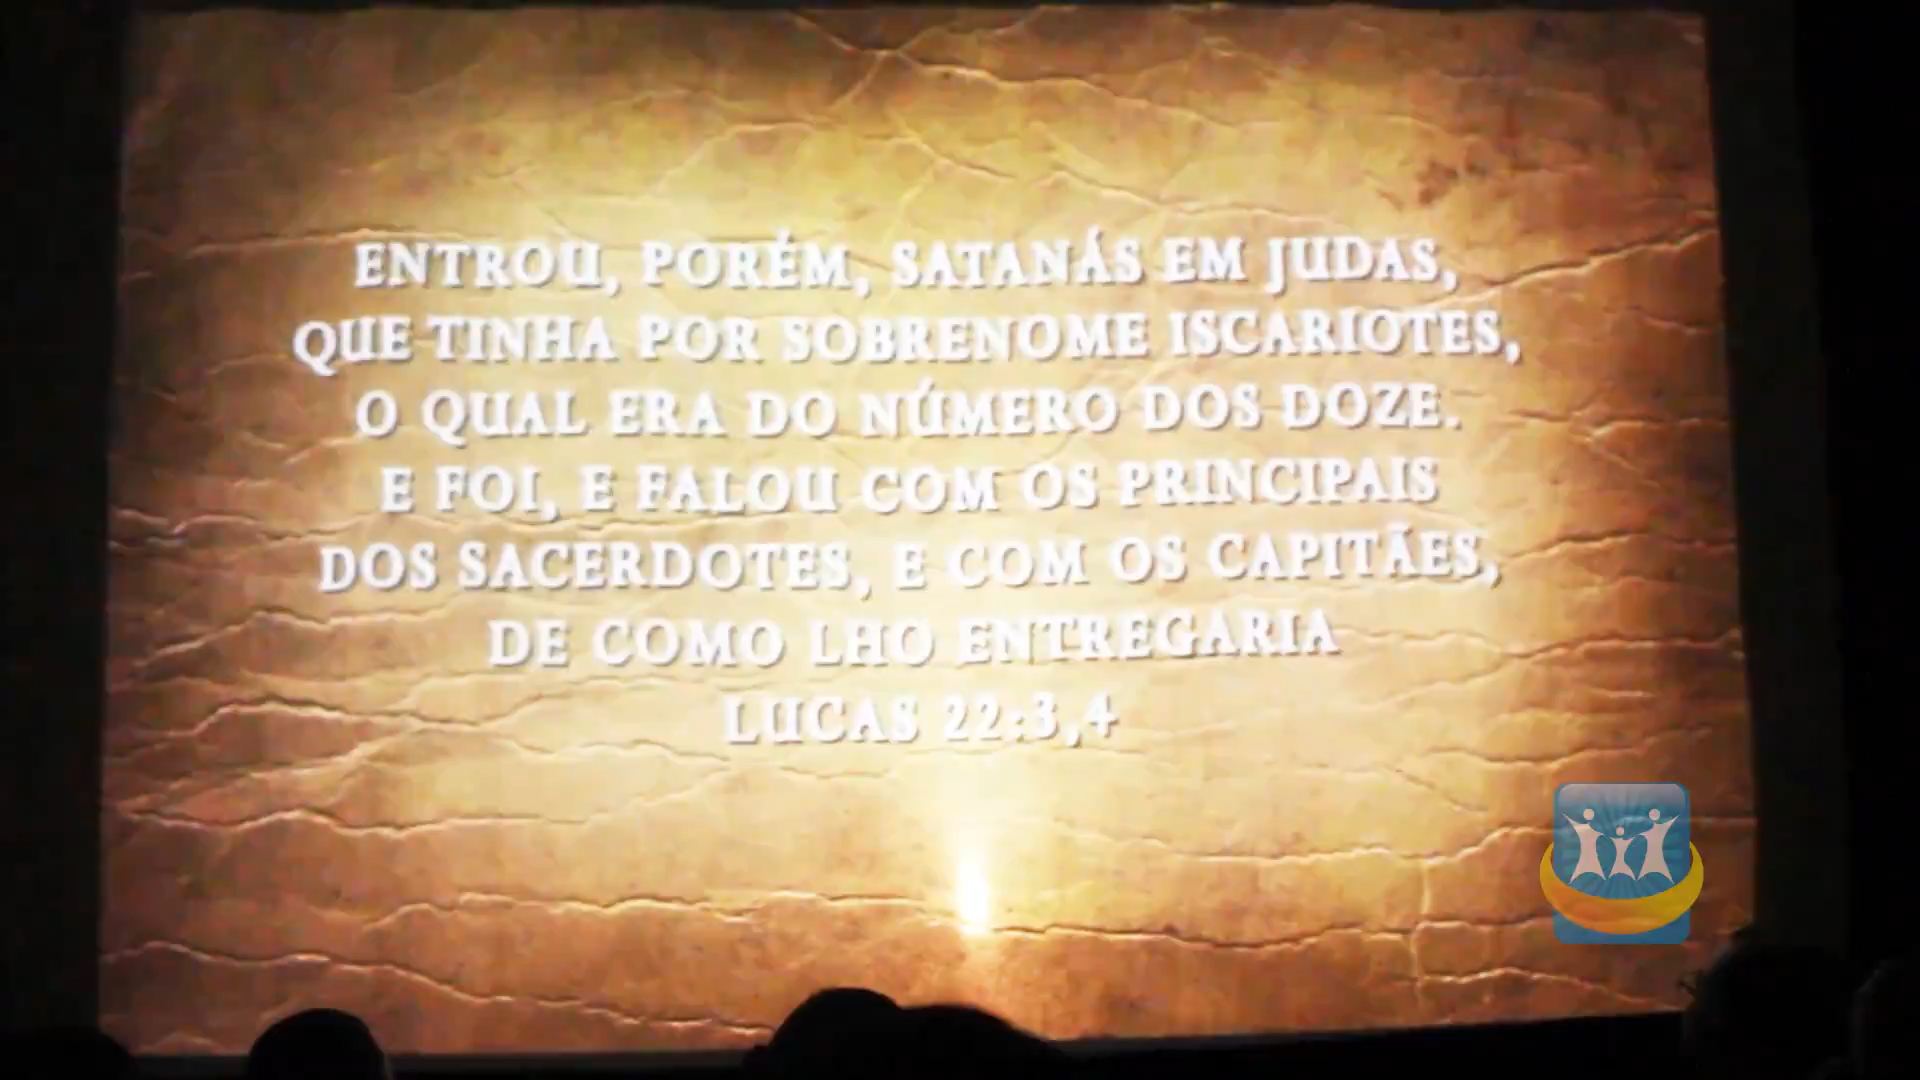 ENTROU, PORÉM, SATANÁS EM JUDAS,
QUE TINHA POR SOBRENOME ISCARIOTES,
O QUAL ERA DO NÚMERO DOS DOZE.
E FOI, E FALOU COM OS PRINCIPAIS
DOS SACERDOTES, E COM OS CAPITÃES,
DE COMO LHO ENTREGARIA
LUCAS 22:3,4